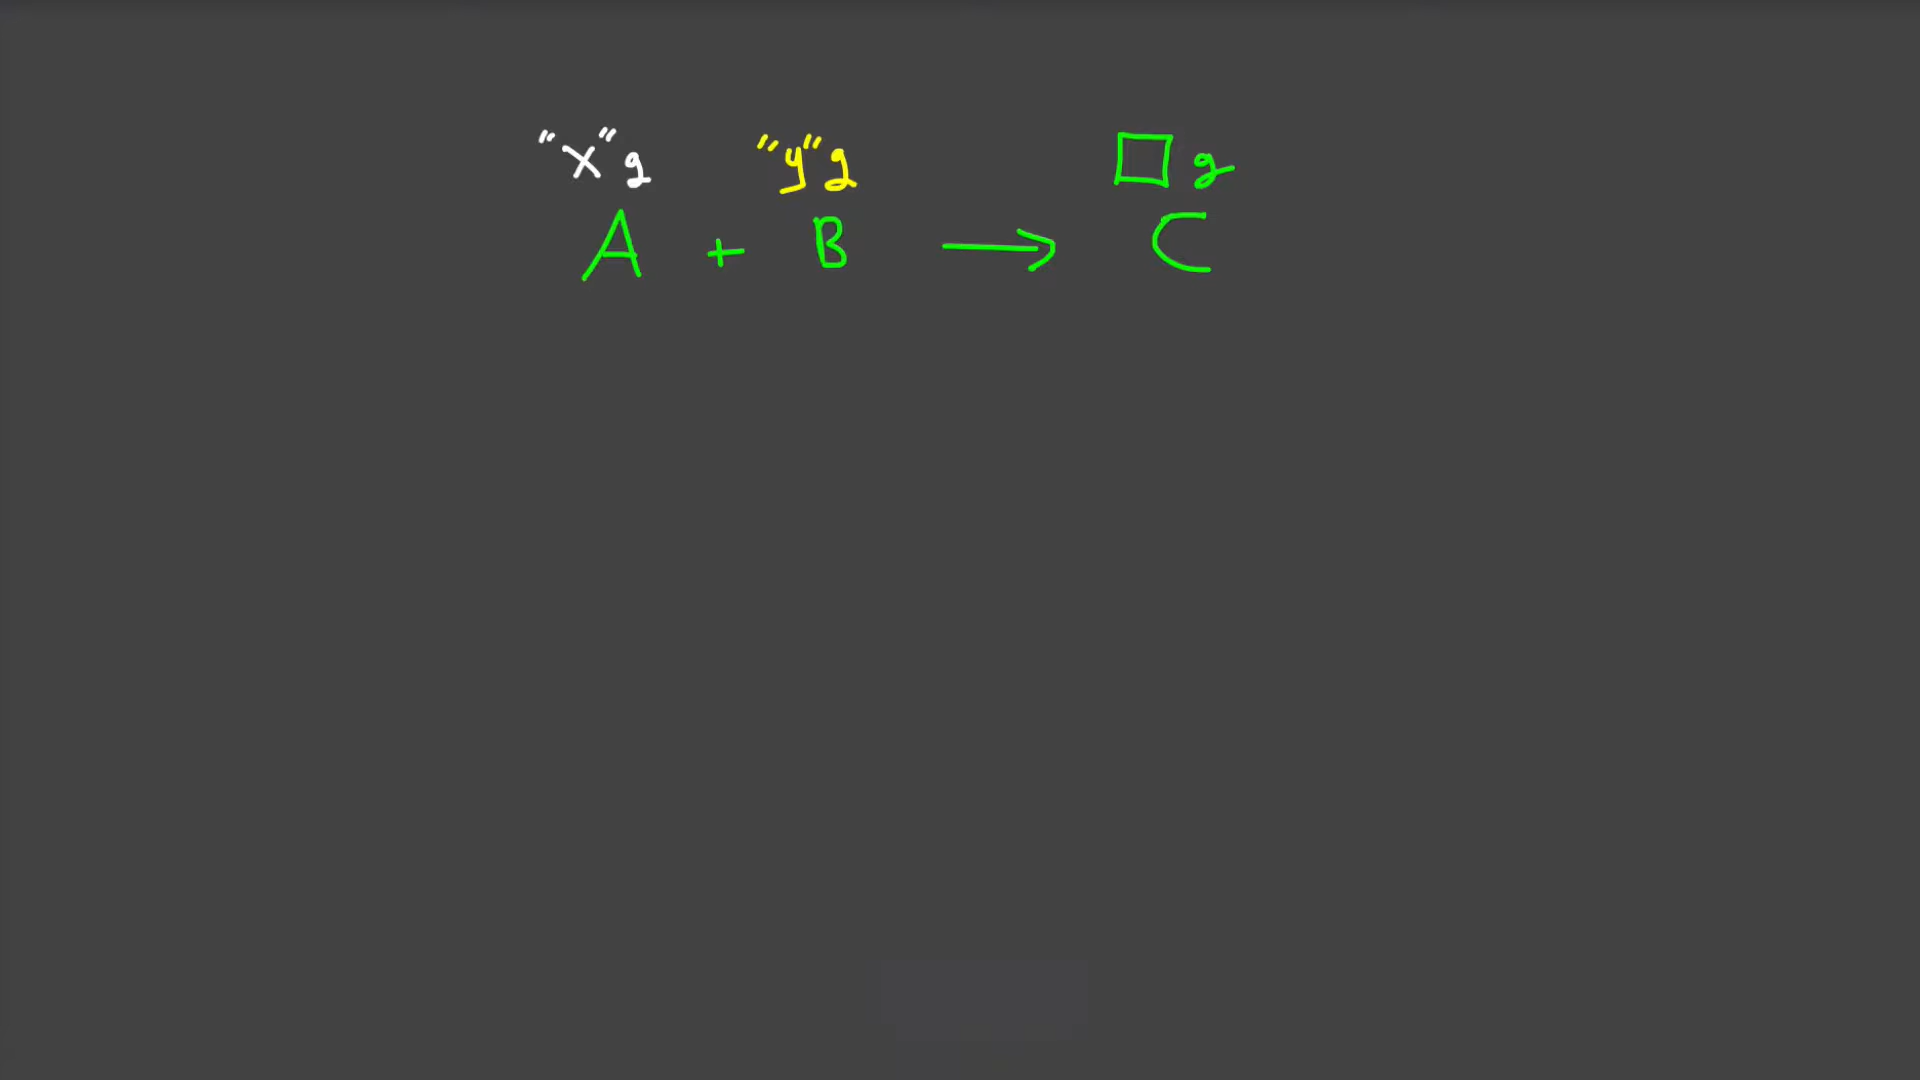 "x"g "y"g □ g
A + B → C